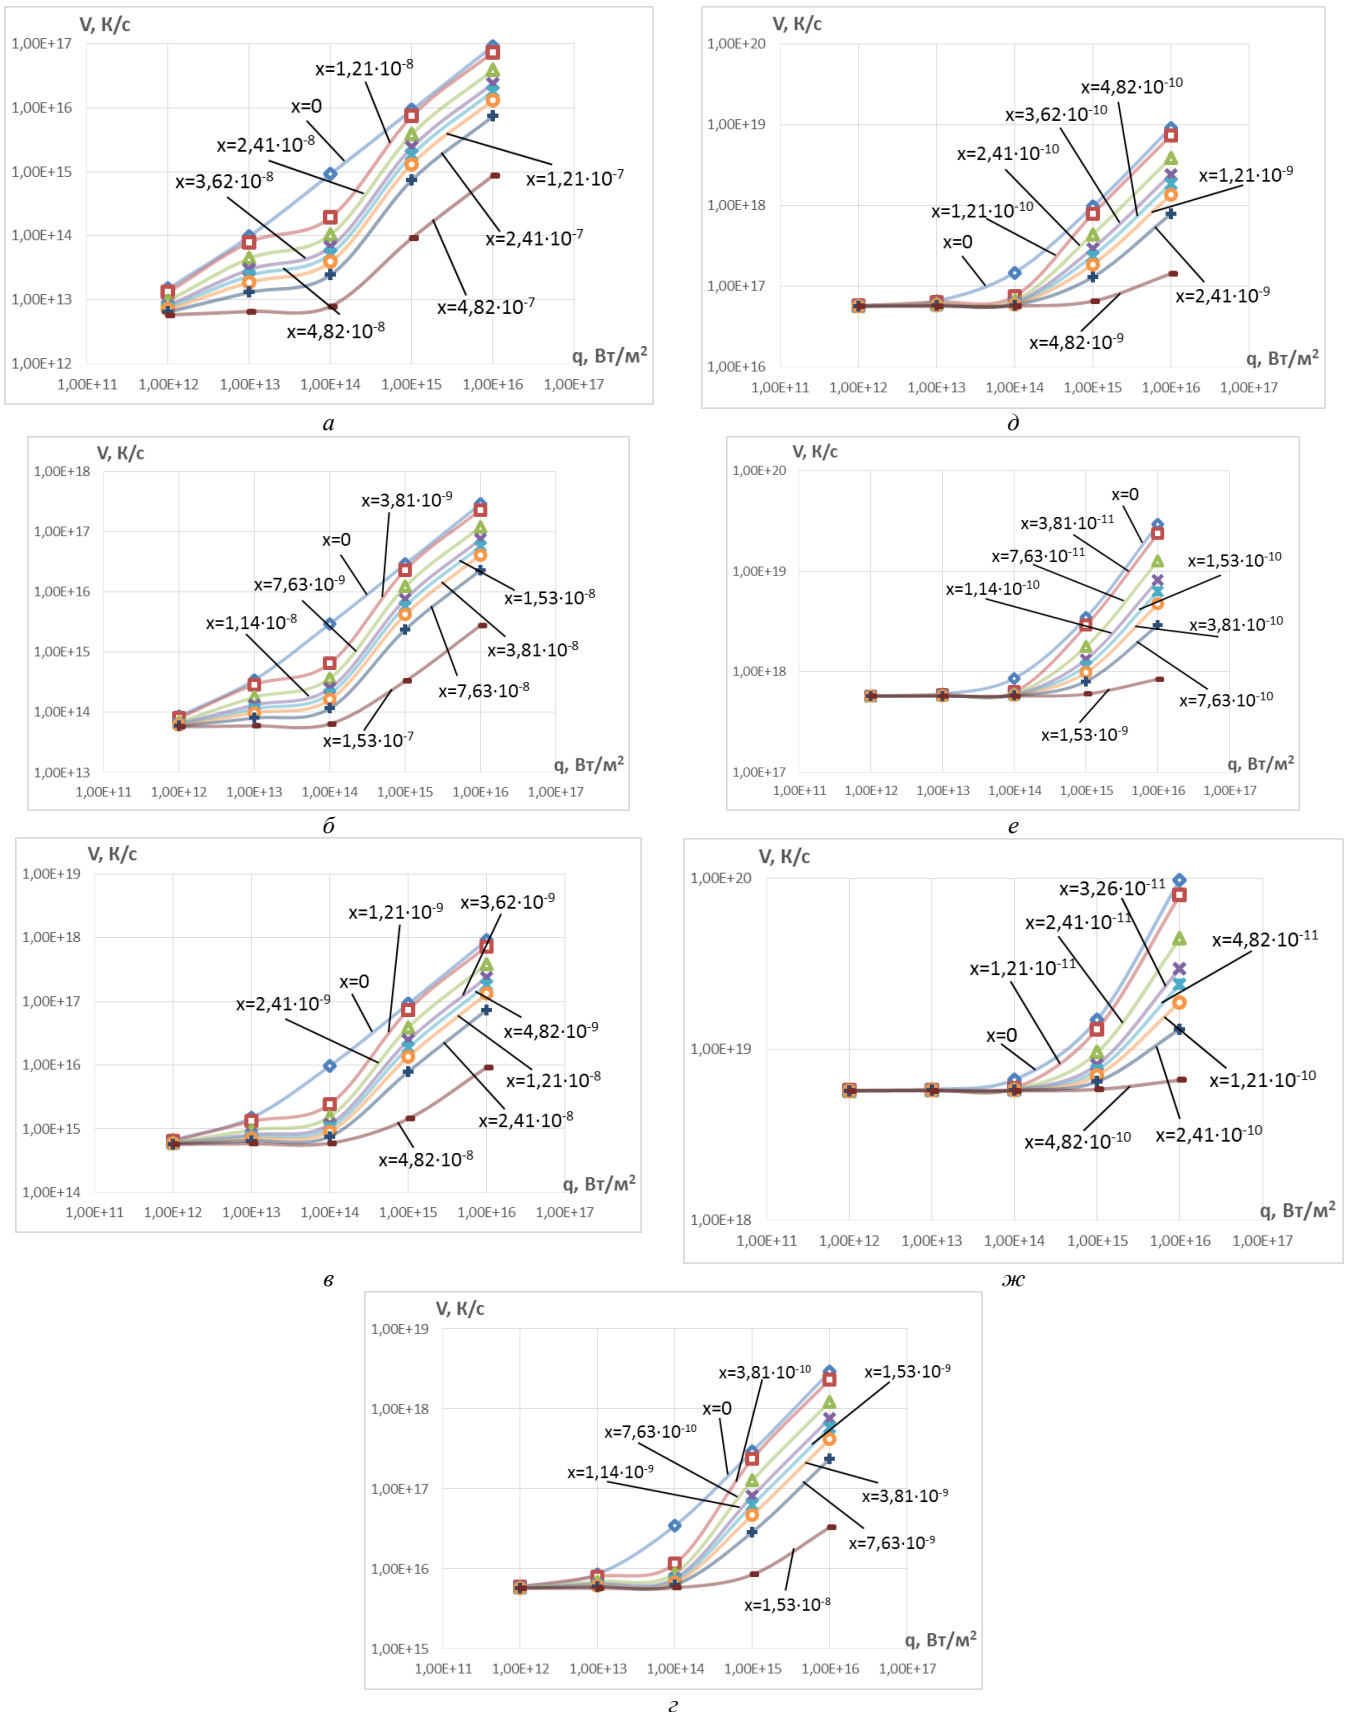 V, К/с
1,00E+17
x=1,21·10⁻⁸
1,00E+16
x=0
x=2,41·10⁻⁸
1,00E+15
x=3,62·10⁻⁸
x=1,21·10⁻⁷
1,00E+14
x=2,41·10⁻⁷
1,00E+13
x=4,82·10⁻⁷
x=4,82·10⁻⁸
1,00E+12
q, Вт/м²
1,00E+11 1,00E+12 1,00E+13 1,00E+14 1,00E+15 1,00E+16 1,00E+17
а
V, К/с
1,00E+20
x=4,82·10⁻¹⁰
x=3,62·10⁻¹⁰
1,00E+19
x=2,41·10⁻¹⁰
x=1,21·10⁻⁹
1,00E+18
x=1,21·10⁻¹⁰
x=0
1,00E+17
x=2,41·10⁻⁹
x=4,82·10⁻⁹
1,00E+16
q, Вт/м²
1,00E+11 1,00E+12 1,00E+13 1,00E+14 1,00E+15 1,00E+16 1,00E+17
д
V, К/с
1,00E+18
x=3,81·10⁻⁹
1,00E+17
x=0
1,00E+16
x=7,63·10⁻⁹
x=1,53·10⁻⁸
x=1,14·10⁻⁸
1,00E+15
x=3,81·10⁻⁸
x=7,63·10⁻⁸
1,00E+14
x=1,53·10⁻⁷
1,00E+13
q, Вт/м²
1,00E+11 1,00E+12 1,00E+13 1,00E+14 1,00E+15 1,00E+16 1,00E+17
б
V, К/с
1,00E+20
x=0
x=3,81·10⁻¹¹
x=7,63·10⁻¹¹
x=1,53·10⁻¹⁰
1,00E+19
x=1,14·10⁻¹⁰
x=3,81·10⁻¹⁰
1,00E+18
x=7,63·10⁻¹⁰
x=1,53·10⁻⁹
1,00E+17
q, Вт/м²
1,00E+11 1,00E+12 1,00E+13 1,00E+14 1,00E+15 1,00E+16 1,00E+17
е
V, К/с
1,00E+19
x=3,62·10⁻⁹
x=1,21·10⁻⁹
1,00E+18
x=0
x=2,41·10⁻⁹
1,00E+17
x=4,82·10⁻⁹
1,00E+16
x=1,21·10⁻⁸
x=2,41·10⁻⁸
1,00E+15
x=4,82·10⁻⁸
1,00E+14
q, Вт/м²
1,00E+11 1,00E+12 1,00E+13 1,00E+14 1,00E+15 1,00E+16 1,00E+17
в
V, К/с
1,00E+20
x=3,26·10⁻¹¹
x=2,41·10⁻¹¹
x=4,82·10⁻¹¹
x=1,21·10⁻¹¹
1,00E+19
x=0
x=1,21·10⁻¹⁰
x=4,82·10⁻¹⁰
x=2,41·10⁻¹⁰
1,00E+18
q, Вт/м²
1,00E+11 1,00E+12 1,00E+13 1,00E+14 1,00E+15 1,00E+16 1,00E+17
ж
V, К/с
1,00E+19
x=3,81·10⁻¹⁰
x=1,53·10⁻⁹
1,00E+18
x=0
x=7,63·10⁻¹⁰
x=1,14·10⁻⁹
1,00E+17
x=3,81·10⁻⁹
x=7,63·10⁻⁹
1,00E+16
x=1,53·10⁻⁸
1,00E+15
q, Вт/м²
1,00E+11 1,00E+12 1,00E+13 1,00E+14 1,00E+15 1,00E+16 1,00E+17
г